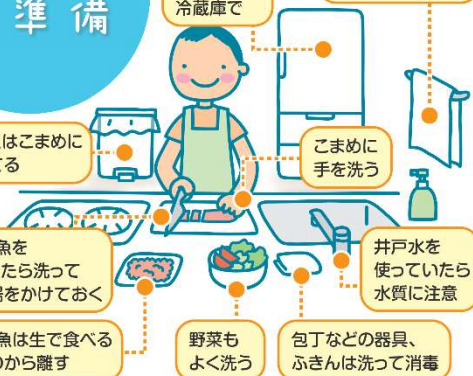 準備
冷蔵庫で
はこまめに
る
こまめに
手を洗う
魚を
たら洗って
湯をかけておく
井戸水を
使っていたら
水質に注意
魚は生で食べる
のから離す
野菜も
よく洗う
包丁などの器具、
ふきんは洗って消毒